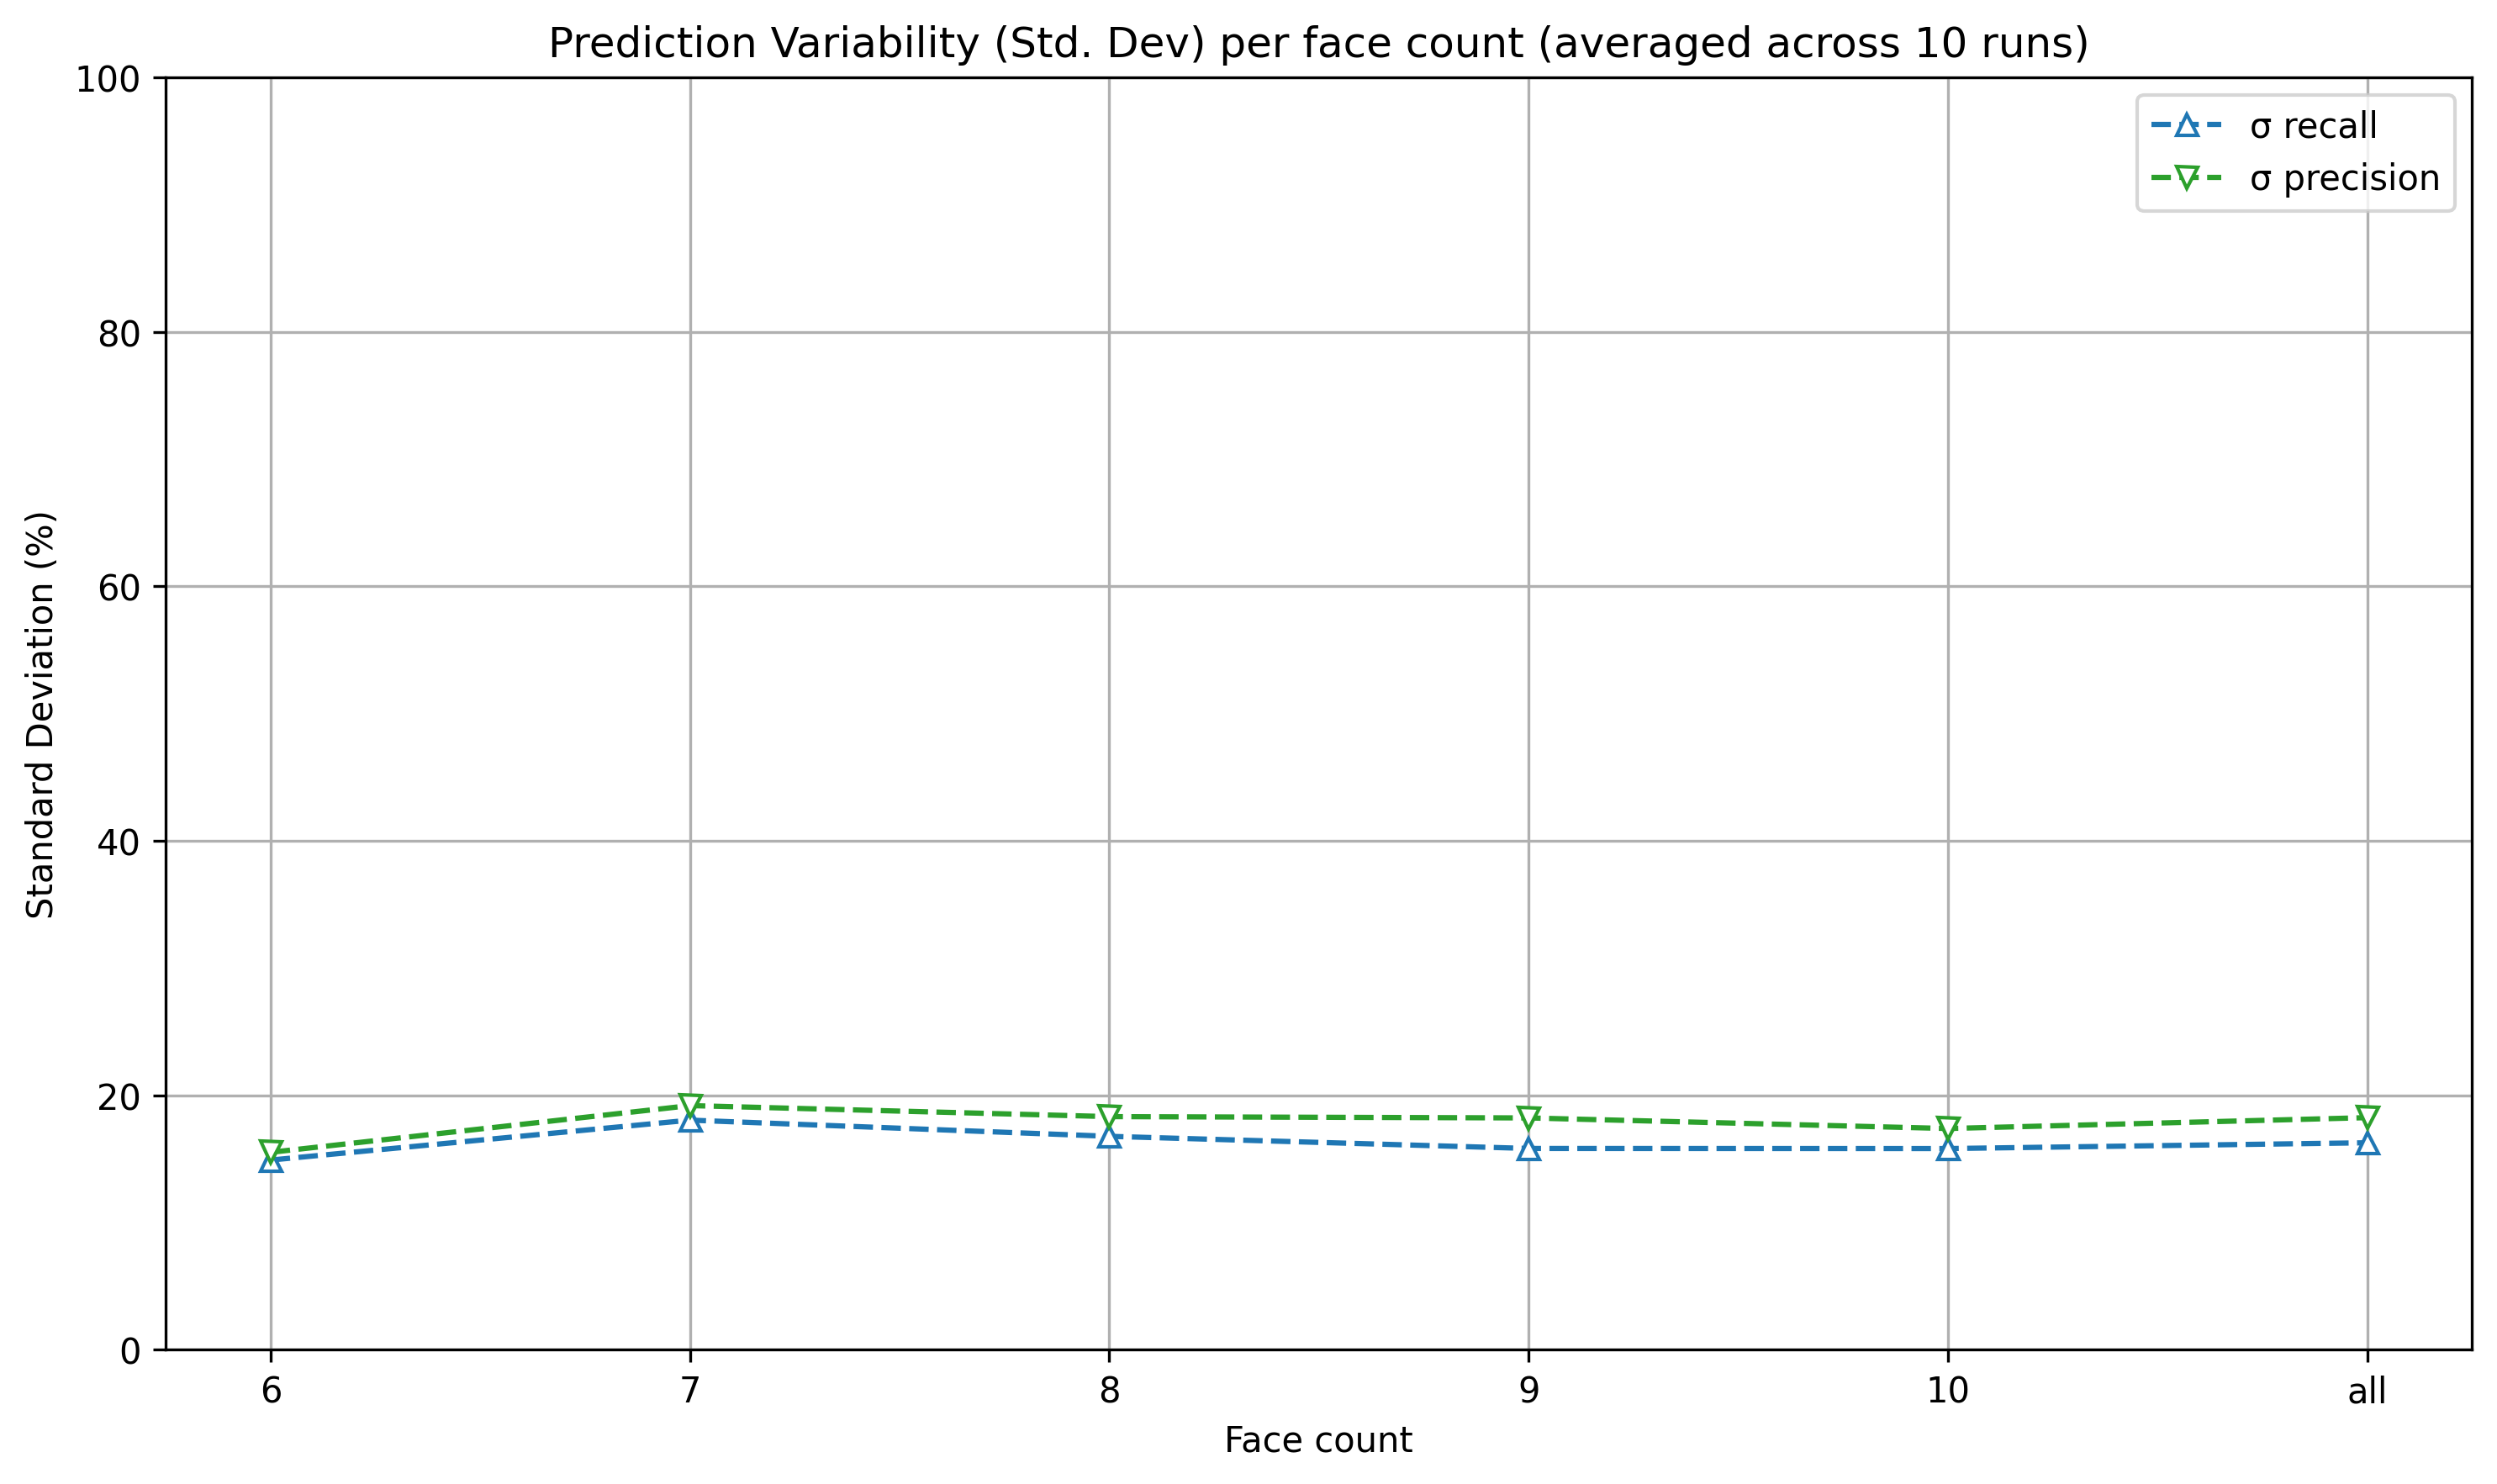 Prediction Variability (Std. Dev) per face count (averaged across 10 runs)
σ recall
σ precision
Standard Deviation (%)
100
80
60
40
20
0
6 7 8 9 10 all
Face count